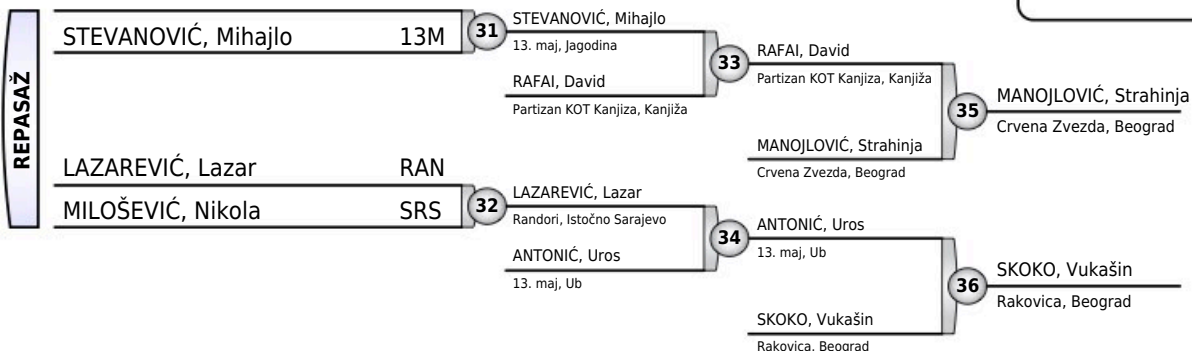 REPASAŽ
STEVANOVIĆ, Mihajlo 13M
31
STEVANOVIĆ, Mihajlo
13. maj, Jagodina
RAFAI, David
Partizan KOT Kanjiza, Kanjiža
33
RAFAI, David
Partizan KOT Kanjiza, Kanjiža
MANOJLOVIĆ, Strahinja
Crvena Zvezda, Beograd
35
MANOJLOVIĆ, Strahinja
Crvena Zvezda, Beograd
LAZAREVIĆ, Lazar RAN
MILOŠEVIĆ, Nikola SRS
32
LAZAREVIĆ, Lazar
Randori, Istočno Sarajevo
ANTONIĆ, Uros
13. maj, Ub
34
ANTONIĆ, Uros
13. maj, Ub
SKOKO, Vukašin
Rakovica, Beograd
36
SKOKO, Vukašin
Rakovica, Beograd